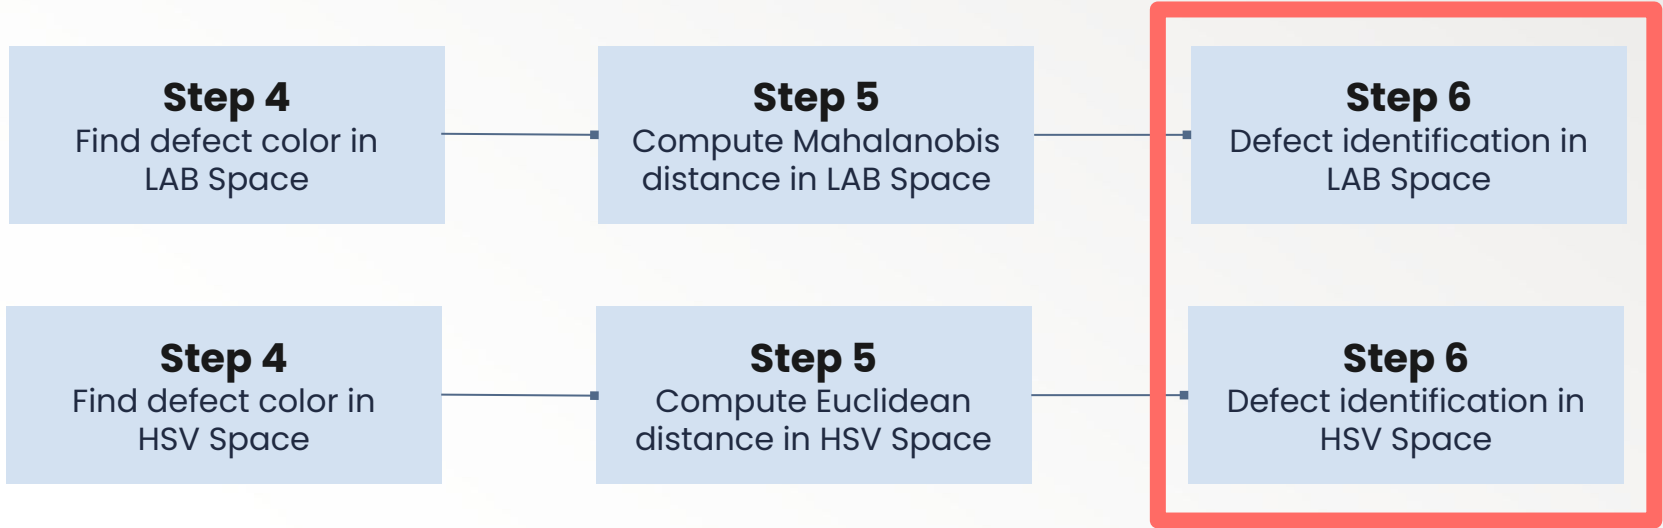 Step 4
Find defect color in
LAB Space
Step 5
Compute Mahalanobis
distance in LAB Space
Step 6
Defect identification in
LAB Space
Step 4
Find defect color in
HSV Space
Step 5
Compute Euclidean
distance in HSV Space
Step 6
Defect identification in
HSV Space